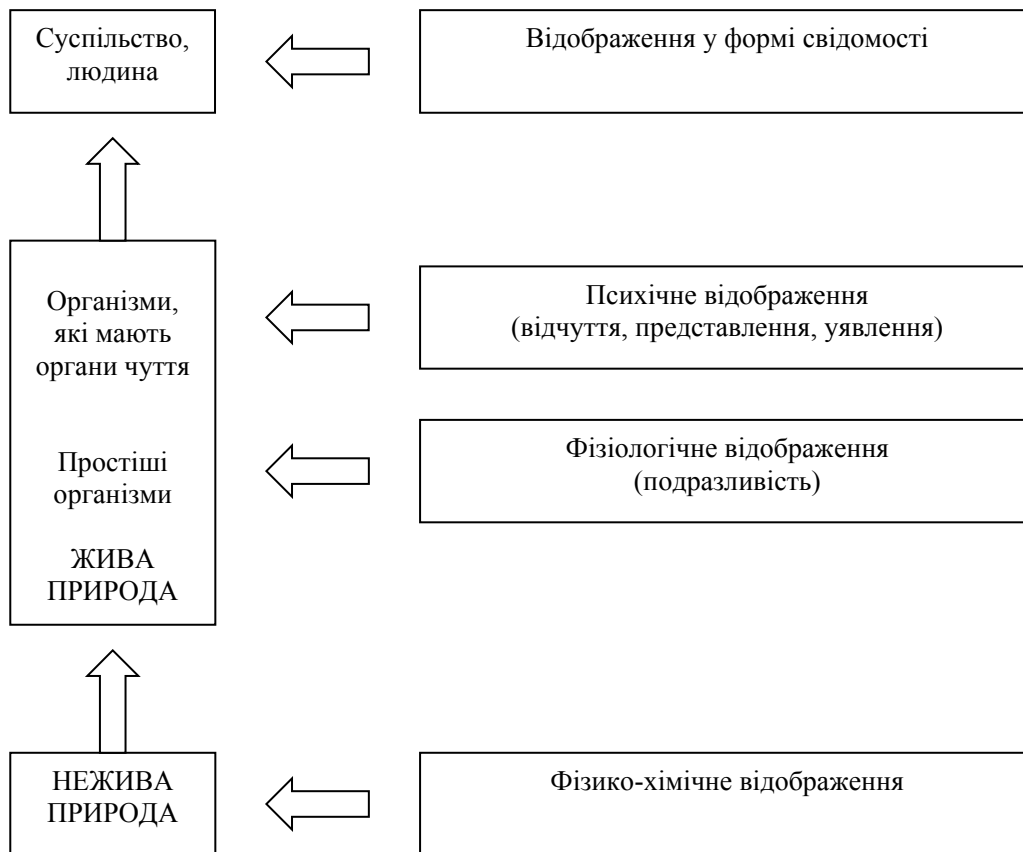 Суспільство,
людина
Відображення у формі свідомості
Організми,
які мають
органи чуття
Психічне відображення
(відчуття, представлення, уявлення)
Простіші
організми
Фізіологічне відображення
(подразливість)
ЖИВА
ПРИРОДА
НЕЖИВА
ПРИРОДА
Фізико-хімічне відображення